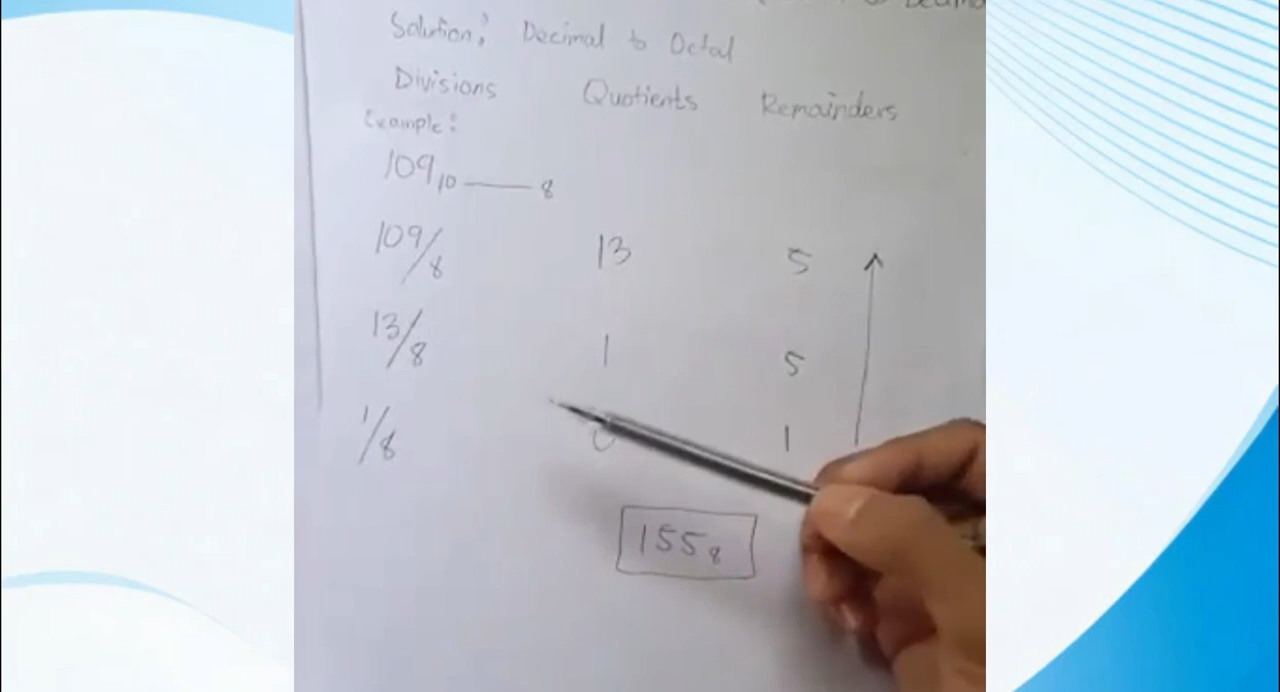 Solution; Decimal to Octal
Divisions Quotients Remainders
Example:
109₁₀ — 8
109/8 13 5
13/8 1 5
1/8 0 1
155₈